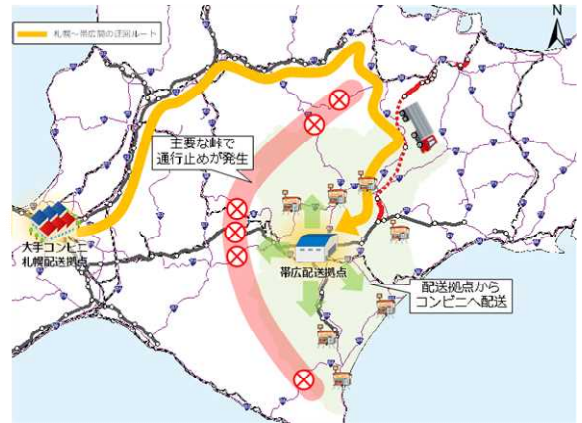 札幌～帯広間の迂回ルート
N
主要な峠で
通行止めが発生
大手コンビニ
札幌配送拠点
帯広配送拠点
配送拠点から
コンビニへ配送